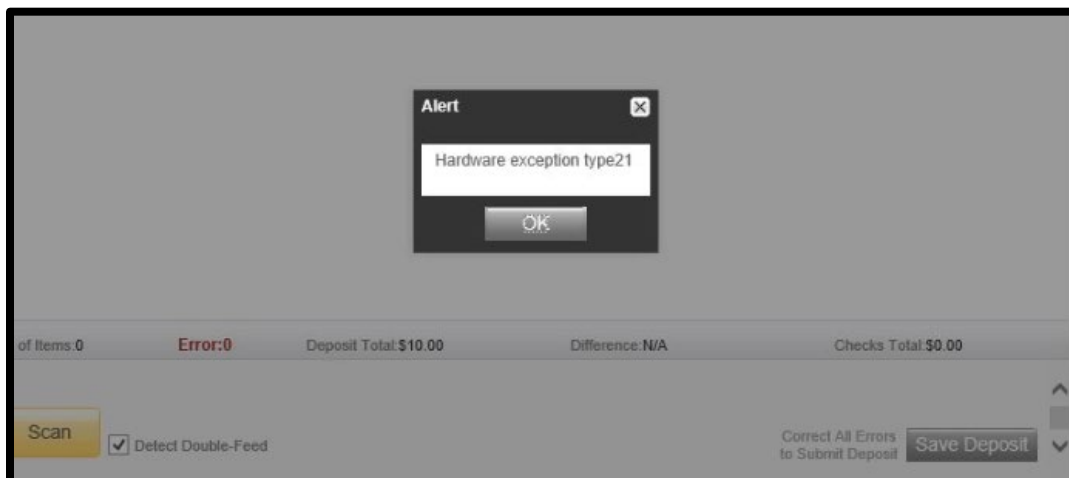 Alert
Hardware exception type21
OK
of Items:0 Error:0 Deposit Total:$10.00 Difference:N/A Checks Total:$0.00
Scan
Detect Double-Feed
Correct All Errors
to Submit Deposit
Save Deposit